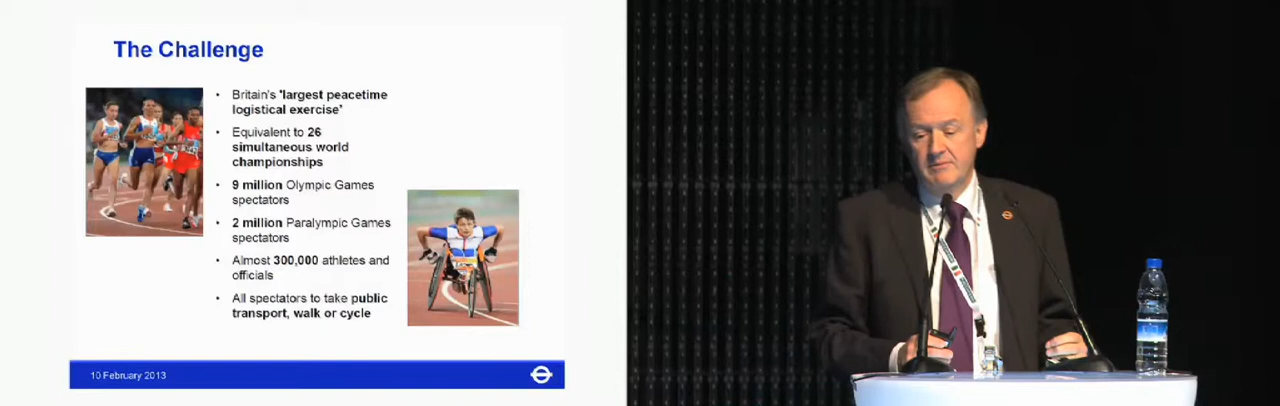 The Challenge
• Britain's 'largest peacetime
logistical exercise'
• Equivalent to 26
simultaneous world
championships
• 9 million Olympic Games
spectators
• 2 million Paralympic Games
spectators
• Almost 300,000 athletes and
officials
• All spectators to take public
transport, walk or cycle
10 February 2013